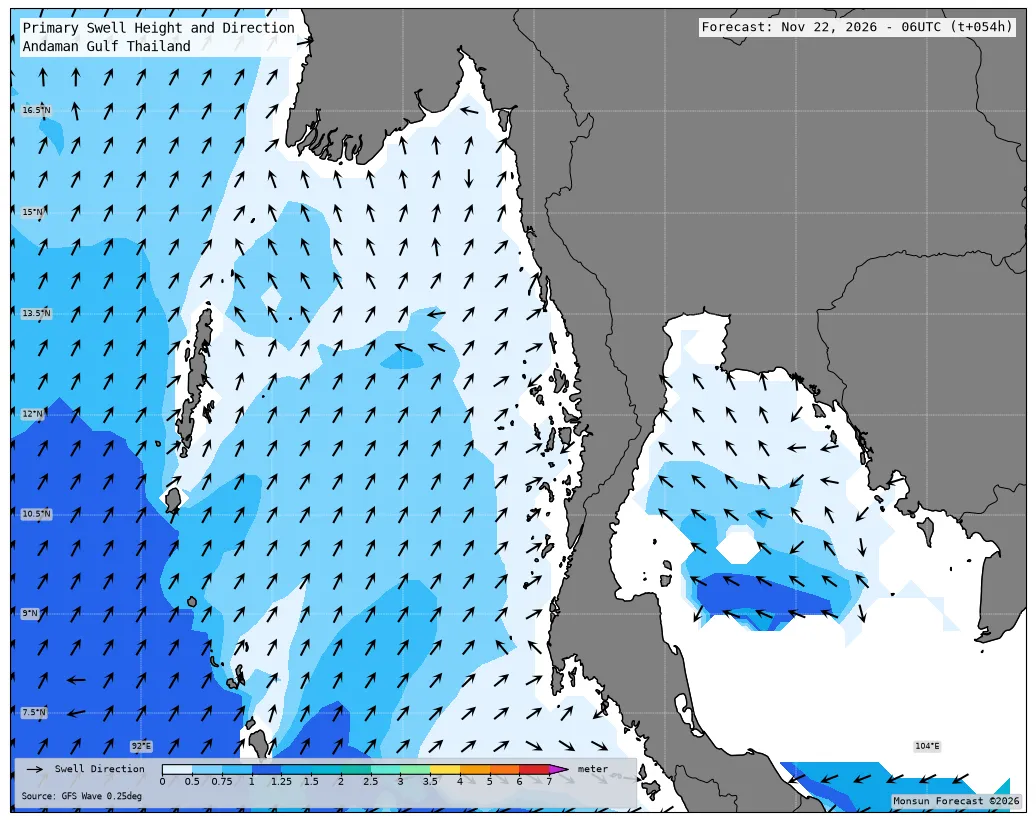 Primary Swell Height and Direction
Andaman Gulf Thailand
Forecast: Nov 22, 2026 - 06UTC (t+054h)
16.5°N
15°N
13.5°N
12°N
10.5°N
9°N
7.5°N
92°E
104°E
Swell Direction
meter
0 0.5 0.75 1 1.25 1.5 2 2.5 3 3.5 4 5 6 7
Source: GFS Wave 0.25deg
Monsun Forecast ©2026